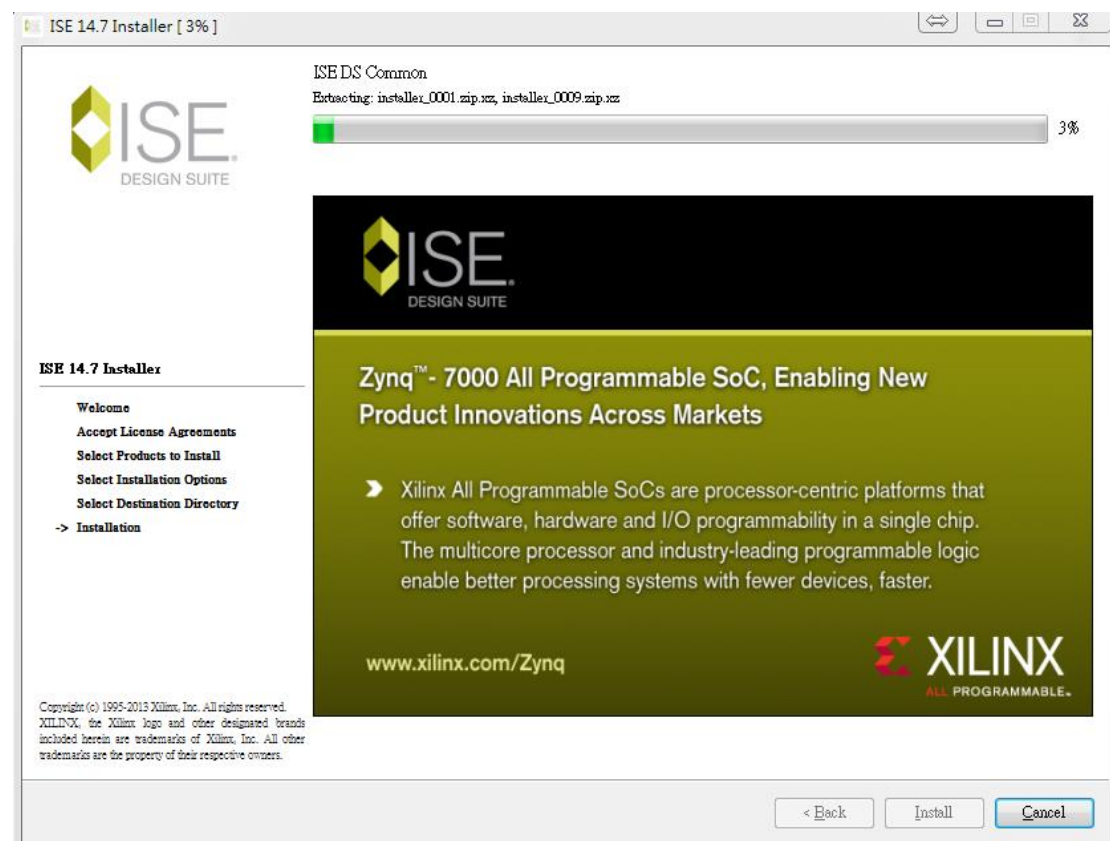 ISE 14.7 Installer [ 3% ]
ISE DS Common
Extracting: installer_0001.zip.xz, installer_0009.zip.xz
3%
ISE®
DESIGN SUITE
ISE®
DESIGN SUITE
Zynq™- 7000 All Programmable SoC, Enabling New
Product Innovations Across Markets
Xilinx All Programmable SoCs are processor-centric platforms that
offer software, hardware and I/O programmability in a single chip.
The multicore processor and industry-leading programmable logic
enable better processing systems with fewer devices, faster.
www.xilinx.com/Zynq
XILINX
ALL PROGRAMMABLE™
ISE 14.7 Installer
Welcome
Accept License Agreements
Select Products to Install
Select Installation Options
Select Destination Directory
-> Installation
Copyright (c) 1995-2013 Xilinx, Inc. All rights reserved.
XILINX, the Xilinx logo and other designated brands
included herein are trademarks of Xilinx, Inc. All other
trademarks are the property of their respective owners.
< Back
Install
Cancel